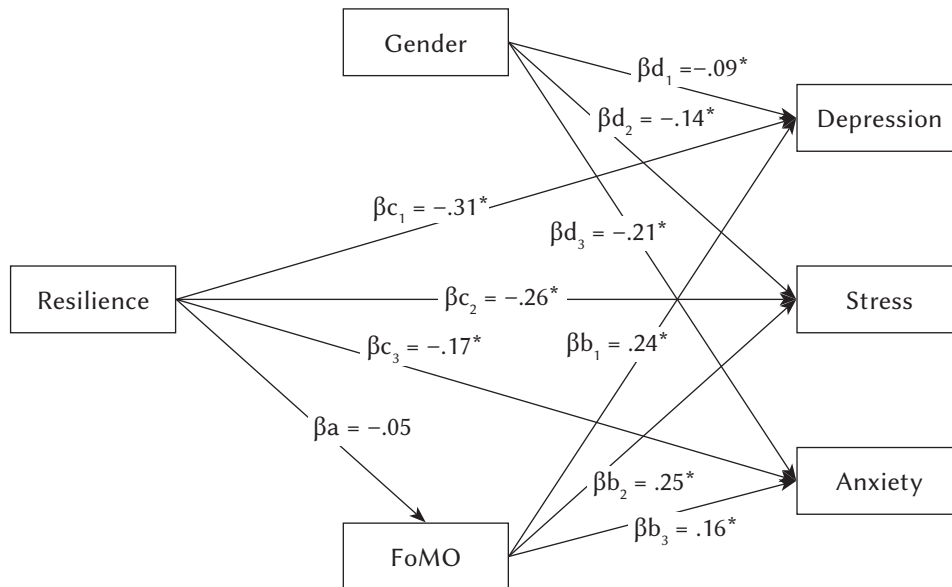 Gender
βd₁ =−.09*
Depression
βd₂ = −.14*
βc₁ = −.31*
βd₃ = −.21*
Resilience
βc₂ = −.26*
Stress
βb₁ = .24*
βc₃ = −.17*
βa = −.05
βb₂ = .25*
Anxiety
βb₃ = .16*
FoMO